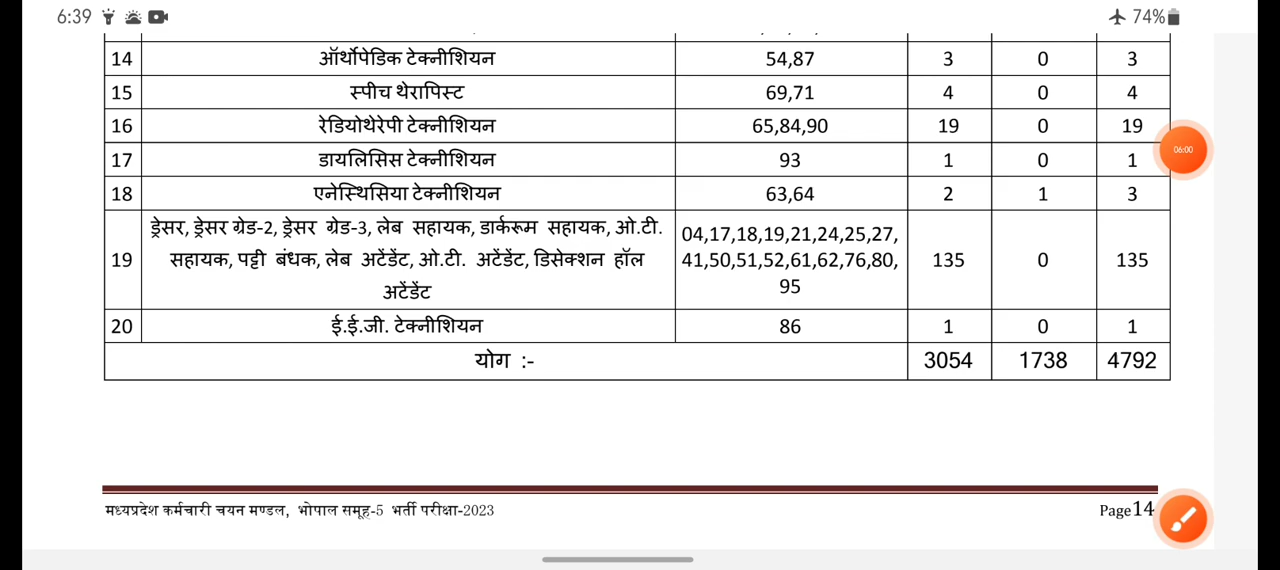 6:39 74%
14 ऑर्थोपेडिक टेक्नीशियन 54,87 3 0 3
15 स्पीच थेरापिस्ट 69,71 4 0 4
16 रेडियोथेरेपी टेक्नीशियन 65,84,90 19 0 19
17 डायलिसिस टेक्नीशियन 93 1 0 1
06:00
18 एनेस्थिसिया टेक्नीशियन 63,64 2 1 3
19 ड्रेसर, ड्रेसर ग्रेड-2, ड्रेसर ग्रेड-3, लेब सहायक, डार्करूम सहायक, ओ.टी.
सहायक, पट्टी बंधक, लेब अटेंडेंट, ओ.टी. अटेंडेंट, डिसेक्शन हॉल
अटेंडेंट
04,17,18,19,21,24,25,27,
41,50,51,52,61,62,76,80,
95
135 0 135
20 ई.ई.जी. टेक्नीशियन 86 1 0 1
योग :- 3054 1738 4792
मध्यप्रदेश कर्मचारी चयन मण्डल, भोपाल समूह-5 भर्ती परीक्षा-2023 Page14